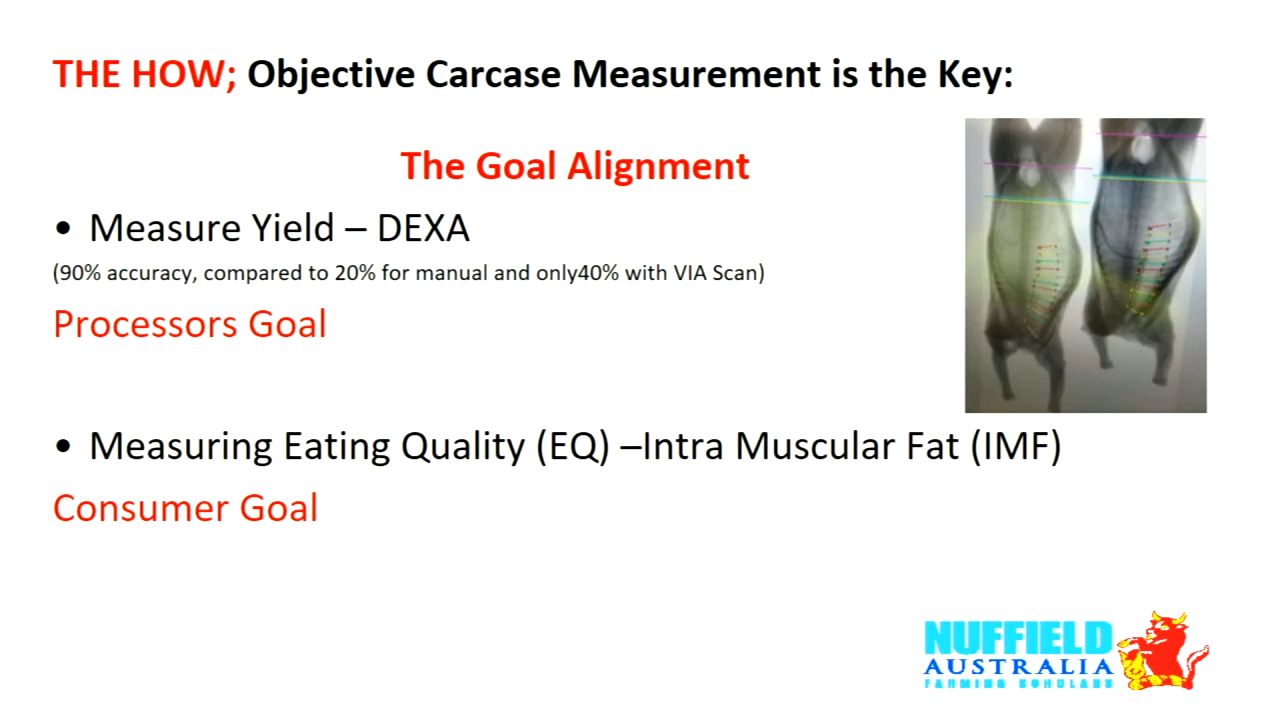 THE HOW; Objective Carcase Measurement is the Key:
The Goal Alignment
• Measure Yield – DEXA
(90% accuracy, compared to 20% for manual and only40% with VIA Scan)
Processors Goal
• Measuring Eating Quality (EQ) –Intra Muscular Fat (IMF)
Consumer Goal
NUFFIELD
AUSTRALIA
FARMING SCHOLARS